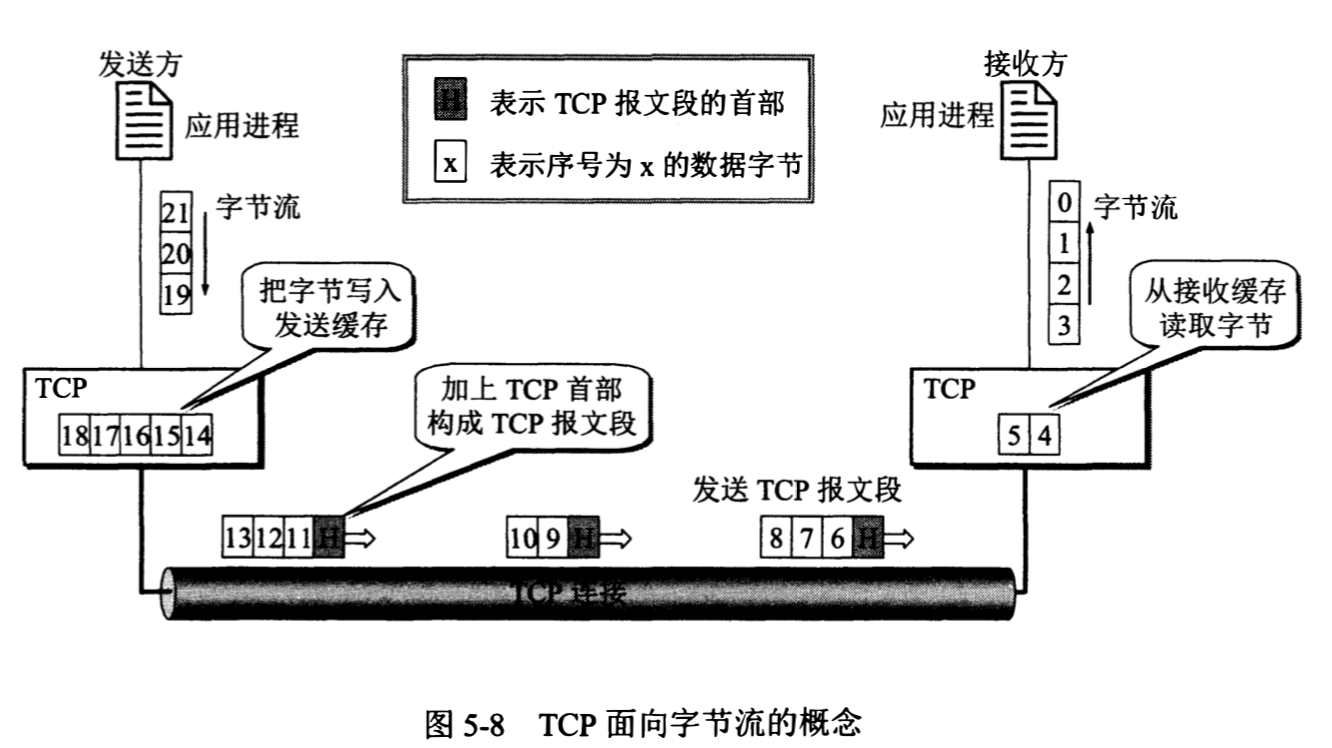 发送方
应用进程
21
20
19
字节流
把字节写入
发送缓存
TCP
18 17 16 15 14
H 表示 TCP 报文段的首部
x 表示序号为 x 的数据字节
接收方
应用进程
0
1
2
3
字节流
从接收缓存
读取字节
TCP
5 4
加上 TCP 首部
构成 TCP 报文段
发送 TCP 报文段
13 12 11 H
10 9 H
8 7 6 H
TCP 连接
图 5-8 TCP 面向字节流的概念